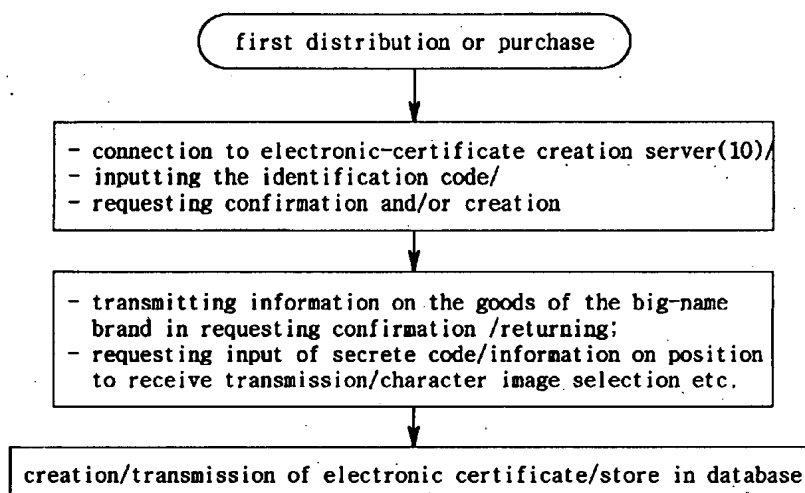 first distribution or purchase
- connection to electronic-certificate creation server(10)/
- inputting the identification code/
- requesting confirmation and/or creation
- transmitting information on the goods of the big-name
brand in requesting confirmation /returning;
- requesting input of secrete code/information on position
to receive transmission/character image selection etc.
creation/transmission of electronic certificate/store in database